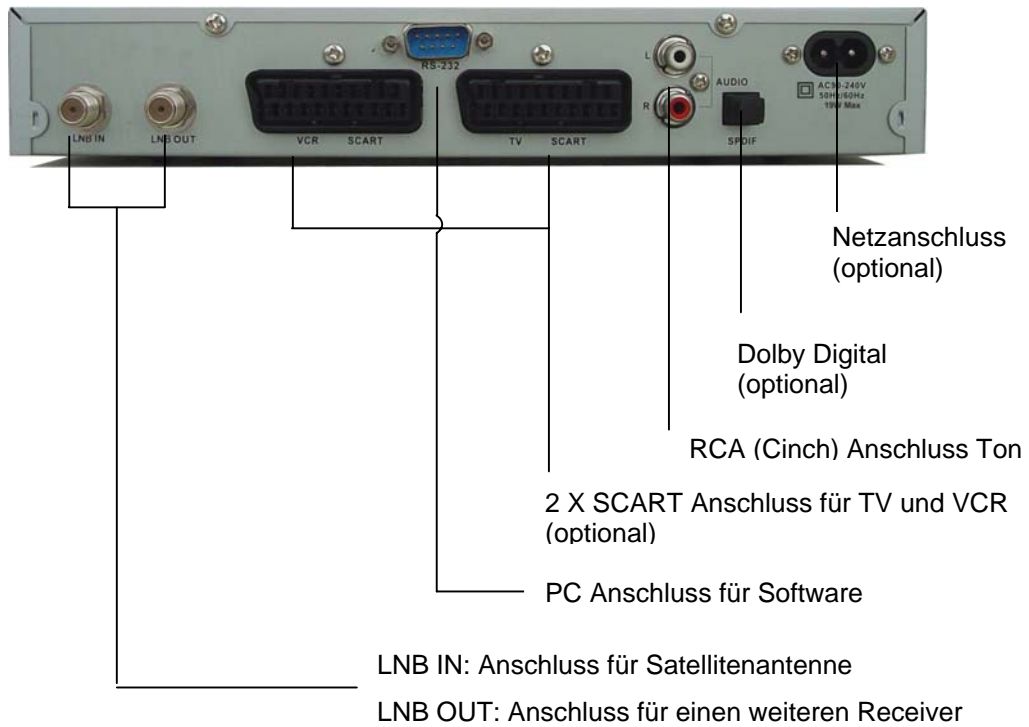 RS-232
L
AUDIO
R
AC90-240V
50Hz/60Hz
19W Max
LNB IN
LNB OUT
VCR SCART
TV SCART
SPDIF
Netzanschluss
(optional)
Dolby Digital
(optional)
RCA (Cinch) Anschluss Ton
2 X SCART Anschluss für TV und VCR
(optional)
PC Anschluss für Software
LNB IN: Anschluss für Satellitenantenne
LNB OUT: Anschluss für einen weiteren Receiver